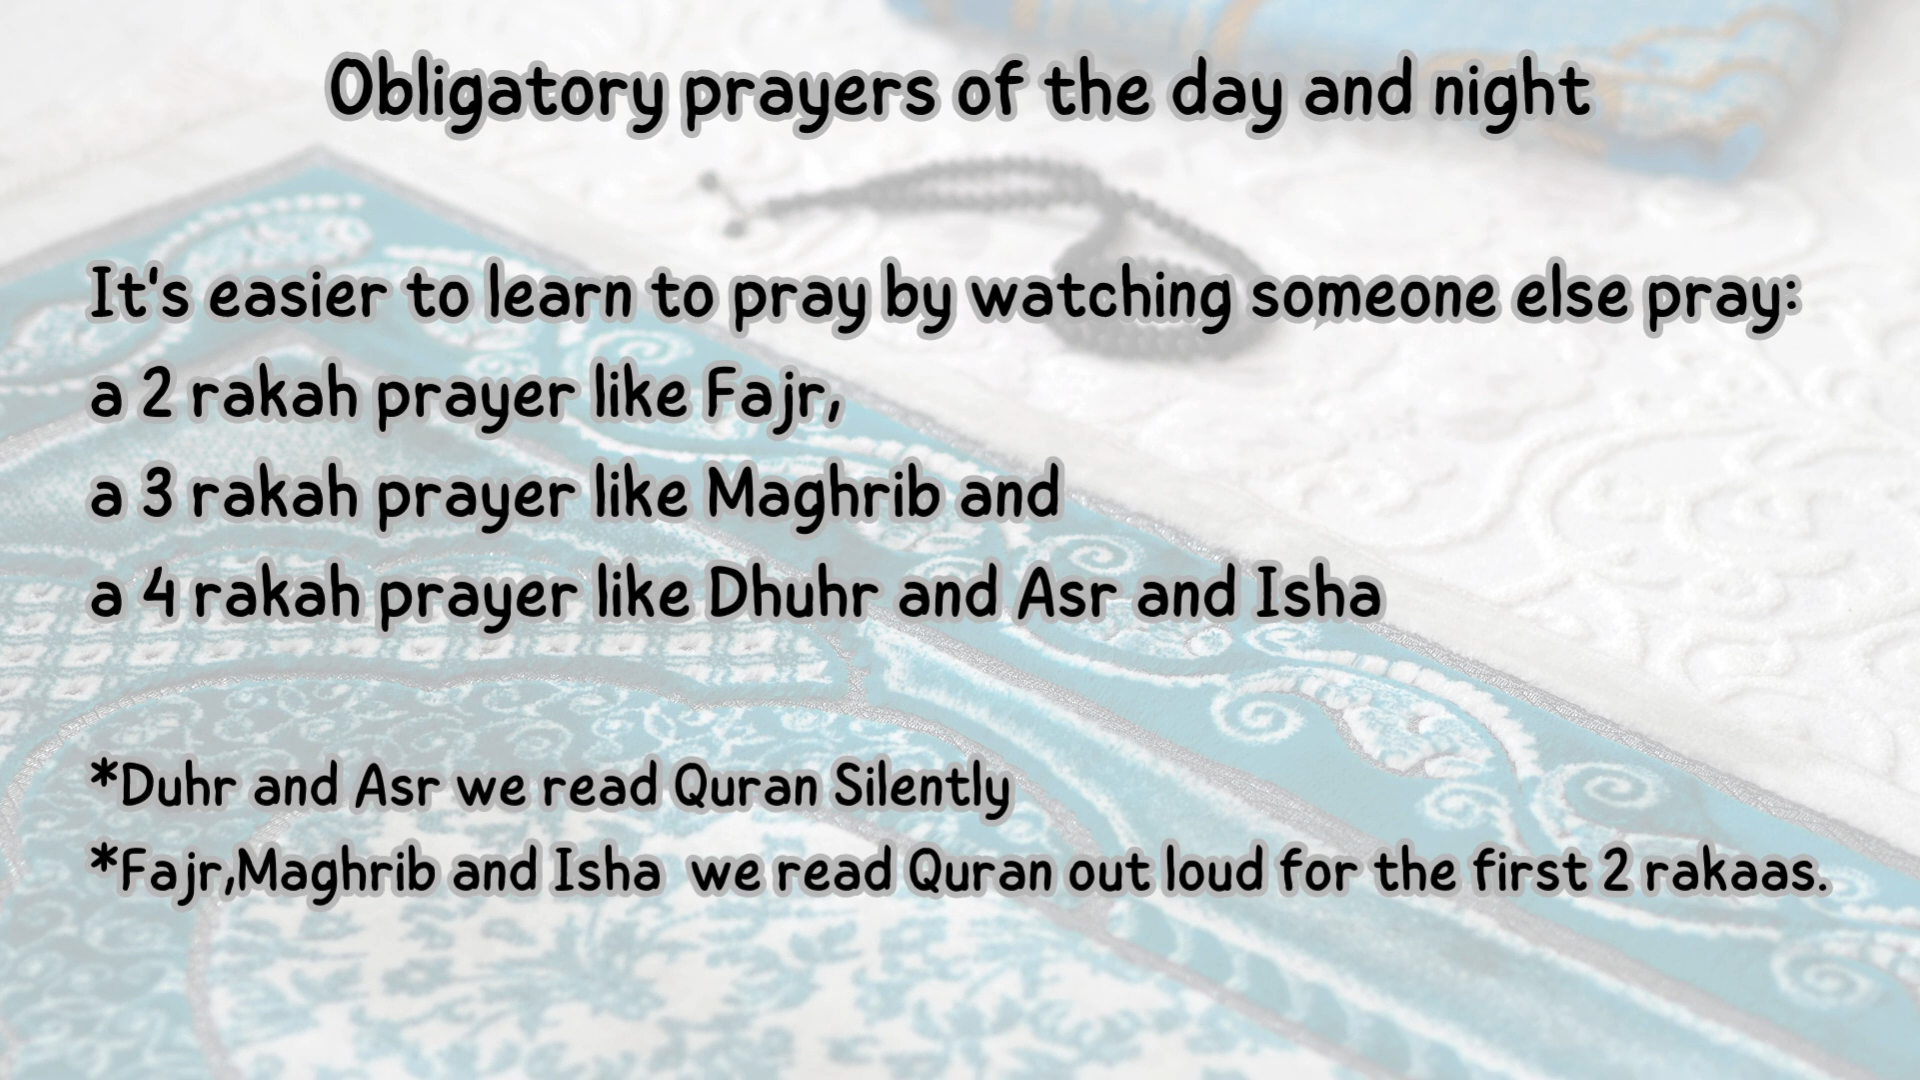 Obligatory prayers of the day and night
It's easier to learn to pray by watching someone else pray:
a 2 rakah prayer like Fajr,
a 3 rakah prayer like Maghrib and
a 4 rakah prayer like Dhuhr and Asr and Isha
*Duhr and Asr we read Quran Silently
*Fajr,Maghrib and Isha  we read Quran out loud for the first 2 rakaas.